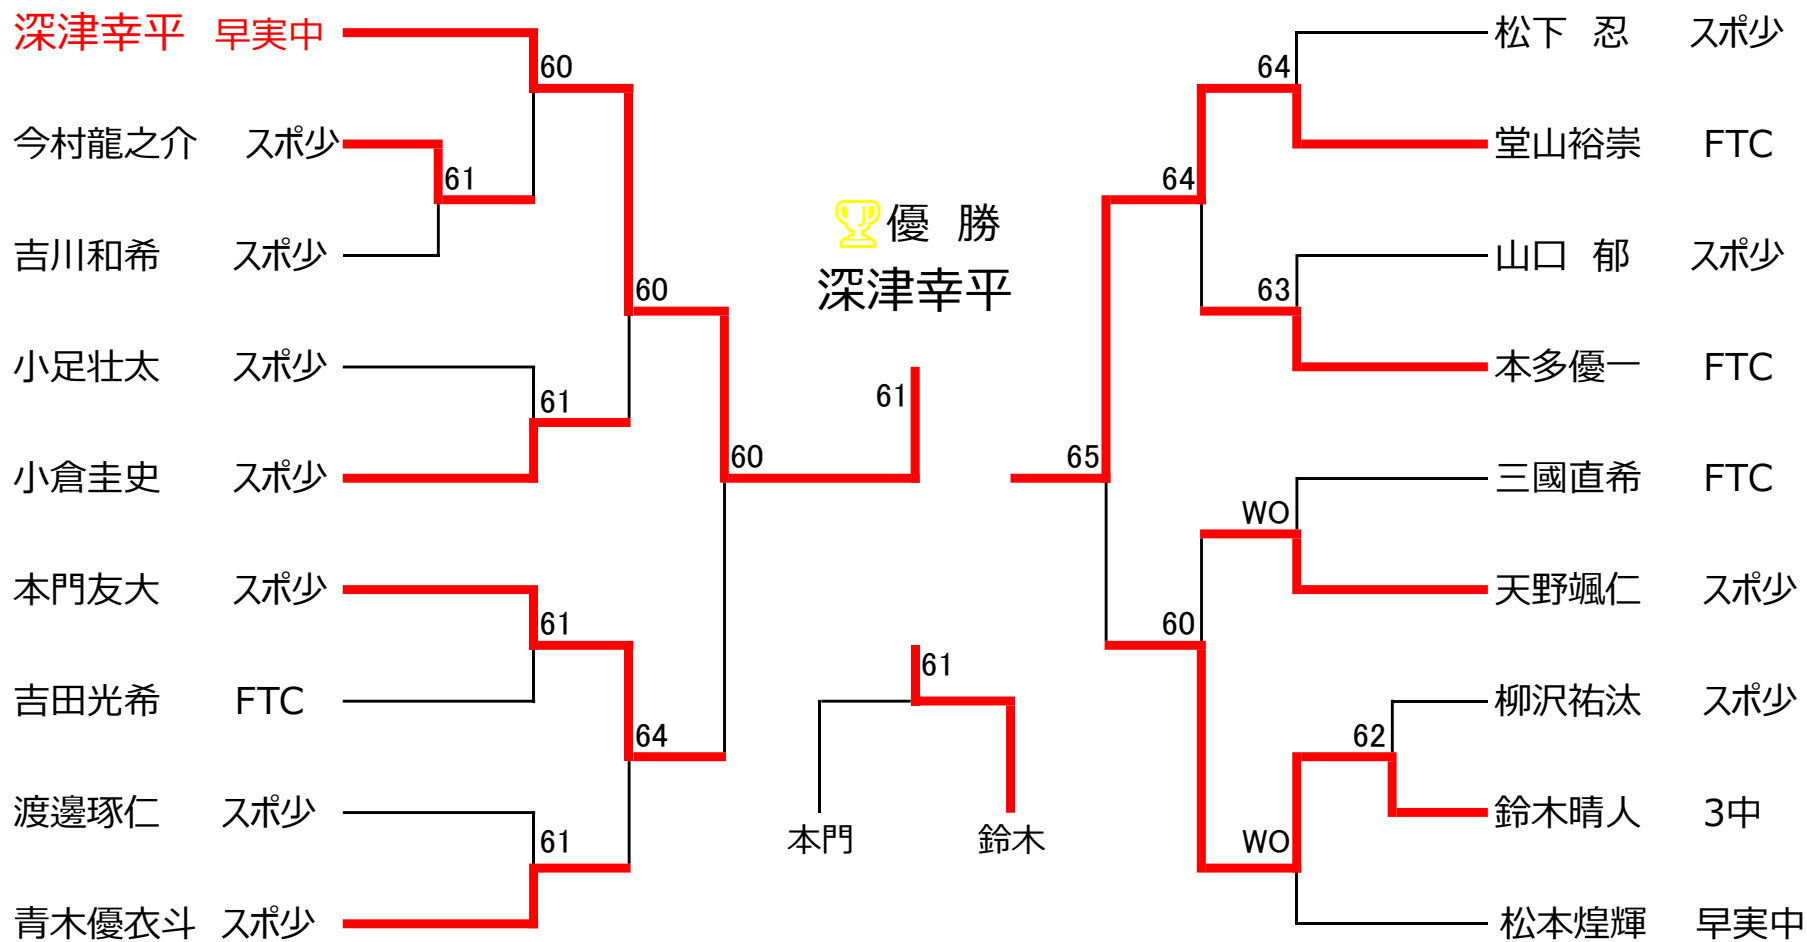 深津幸平 早実中
60
今村龍之介 スポ少
61
吉川和希 スポ少
60
小足壮太 スポ少
61
小倉圭史 スポ少
60
本門友大 スポ少
61
吉田光希 FTC
64
渡邊琢仁 スポ少
61
青木優衣斗 スポ少
優 勝
深津幸平
61
61
本門 鈴木
松下 忍 スポ少
64
堂山裕崇 FTC
64
山口 郁 スポ少
63
本多優一 FTC
65
三國直希 FTC
WO
天野颯仁 スポ少
60
柳沢祐汰 スポ少
62
鈴木晴人 3中
WO
松本煌輝 早実中